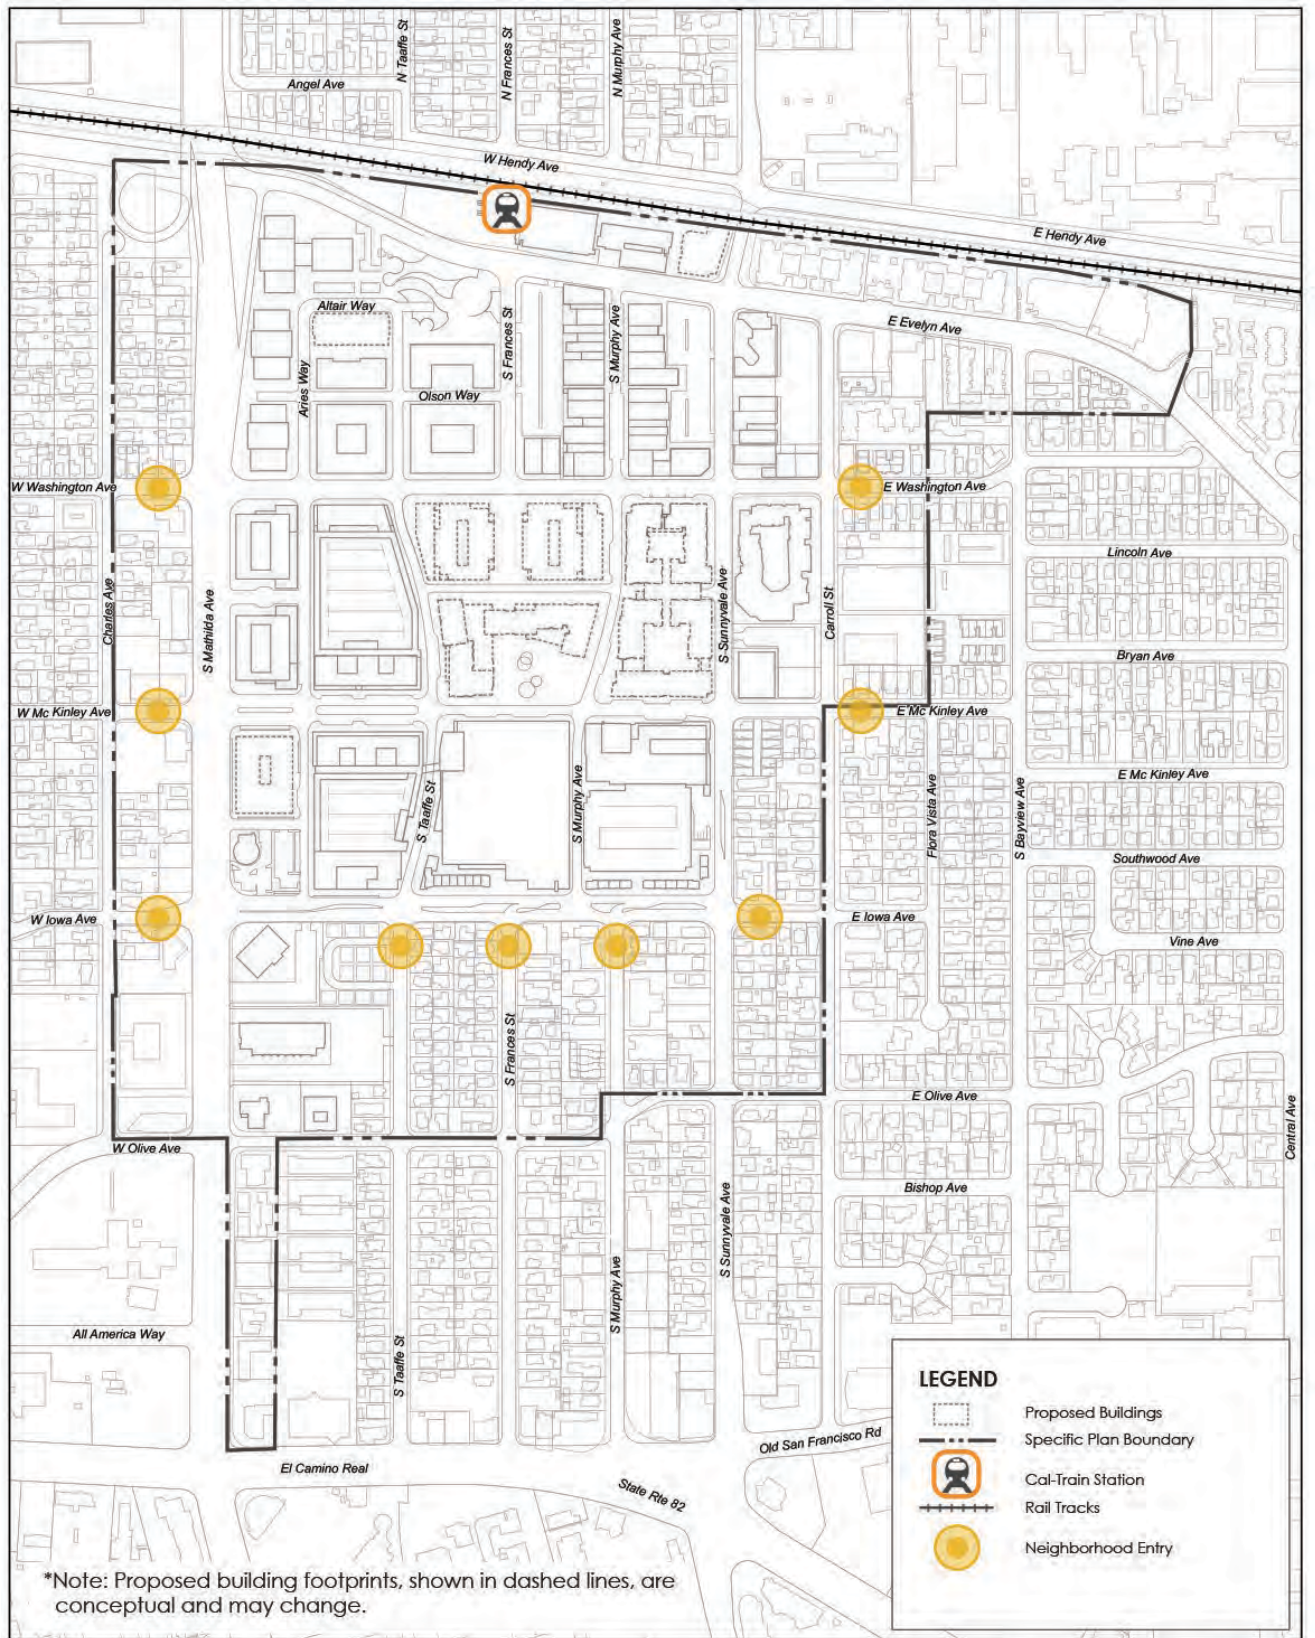 N Taaffe St
N Frances St
N Murphy Ave
Angel Ave
W Hendy Ave
E Hendy Ave
Altair Way
S Frances St
S Murphy Ave
E Evelyn Ave
Aries Way
Olson Way
W Washington Ave
E Washington Ave
Lincoln Ave
Charles Ave
S Mathilda Ave
S Sunnyvale Ave
Carroll St
Bryan Ave
W Mc Kinley Ave
E Mc Kinley Ave
E Mc Kinley Ave
S Taaffe St
S Murphy Ave
Flora Vista Ave
S Bayview Ave
Southwood Ave
W Iowa Ave
E Iowa Ave
Vine Ave
S Frances St
E Olive Ave
Central Ave
W Olive Ave
Bishop Ave
S Sunnyvale Ave
S Murphy Ave
All America Way
S Taaffe St
Old San Francisco Rd
El Camino Real
State Rte 82
LEGEND
Proposed Buildings
Specific Plan Boundary
Cal-Train Station
Rail Tracks
Neighborhood Entry
*Note: Proposed building footprints, shown in dashed lines, are
conceptual and may change.